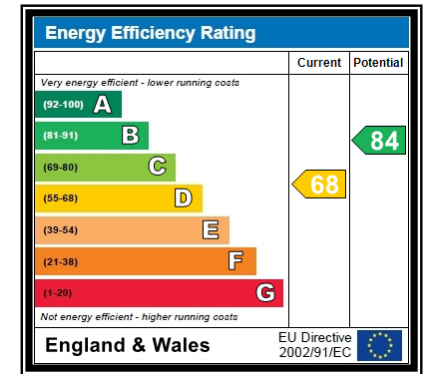 Energy Efficiency Rating
Current Potential
Very energy efficient - lower running costs
(92-100) A
(81-91) B
(69-80) C
(55-68) D
(39-54) E
(21-38) F
(1-20) G
68
84
Not energy efficient - higher running costs
England & Wales
EU Directive
2002/91/EC